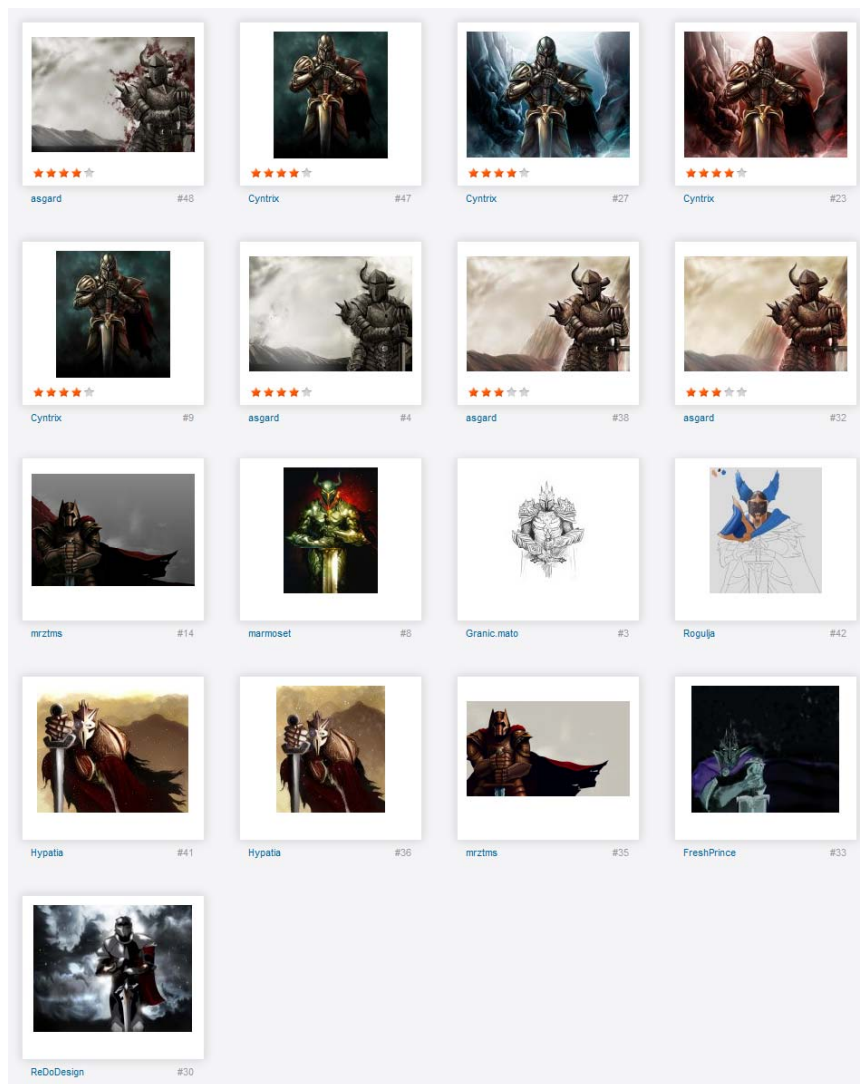 asgard #48
Cyntrix #47
Cyntrix #27
Cyntrix #23
Cyntrix #9
asgard #4
asgard #38
asgard #32
mrztms #14
marmoset #8
Granic.mato #3
Rogulja #42
Hypatia #41
Hypatia #36
mrztms #35
FreshPrince #33
ReDoDesign #30